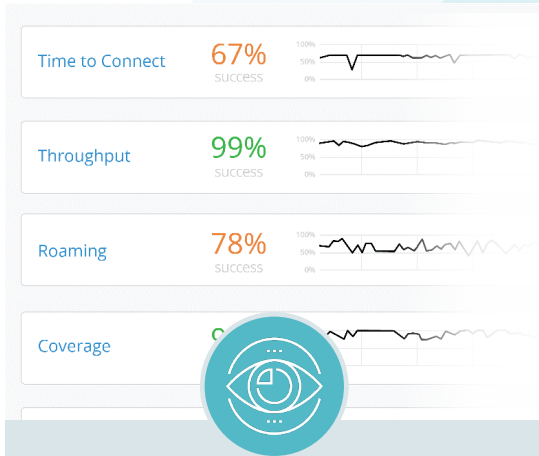 Time to Connect
67%
success
100%
50%
0%
Throughput
99%
success
100%
50%
0%
Roaming
78%
success
100%
50%
0%
Coverage